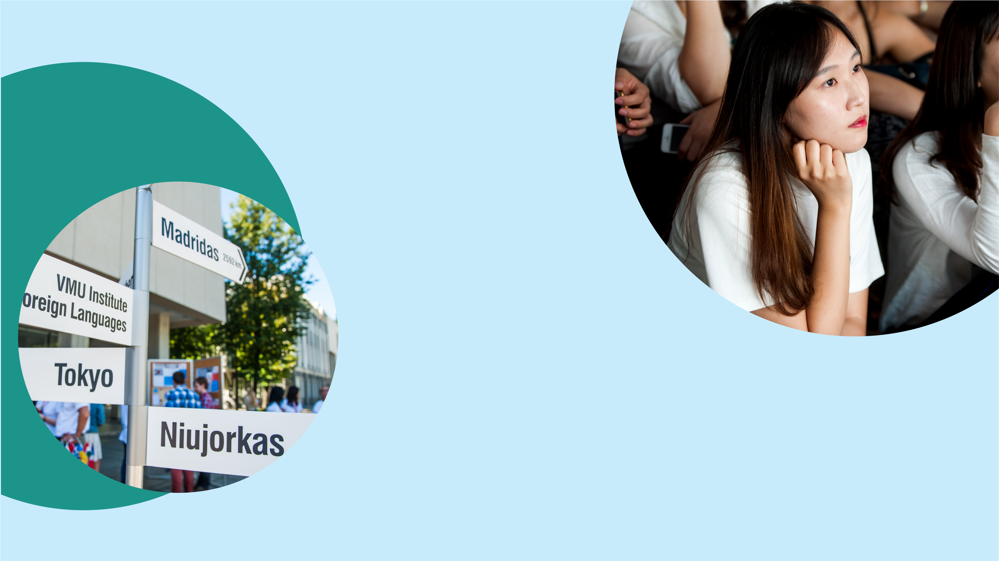 Madridas 2592 km
VMU Institute
oreign Languages
Tokyo
Niujorkas